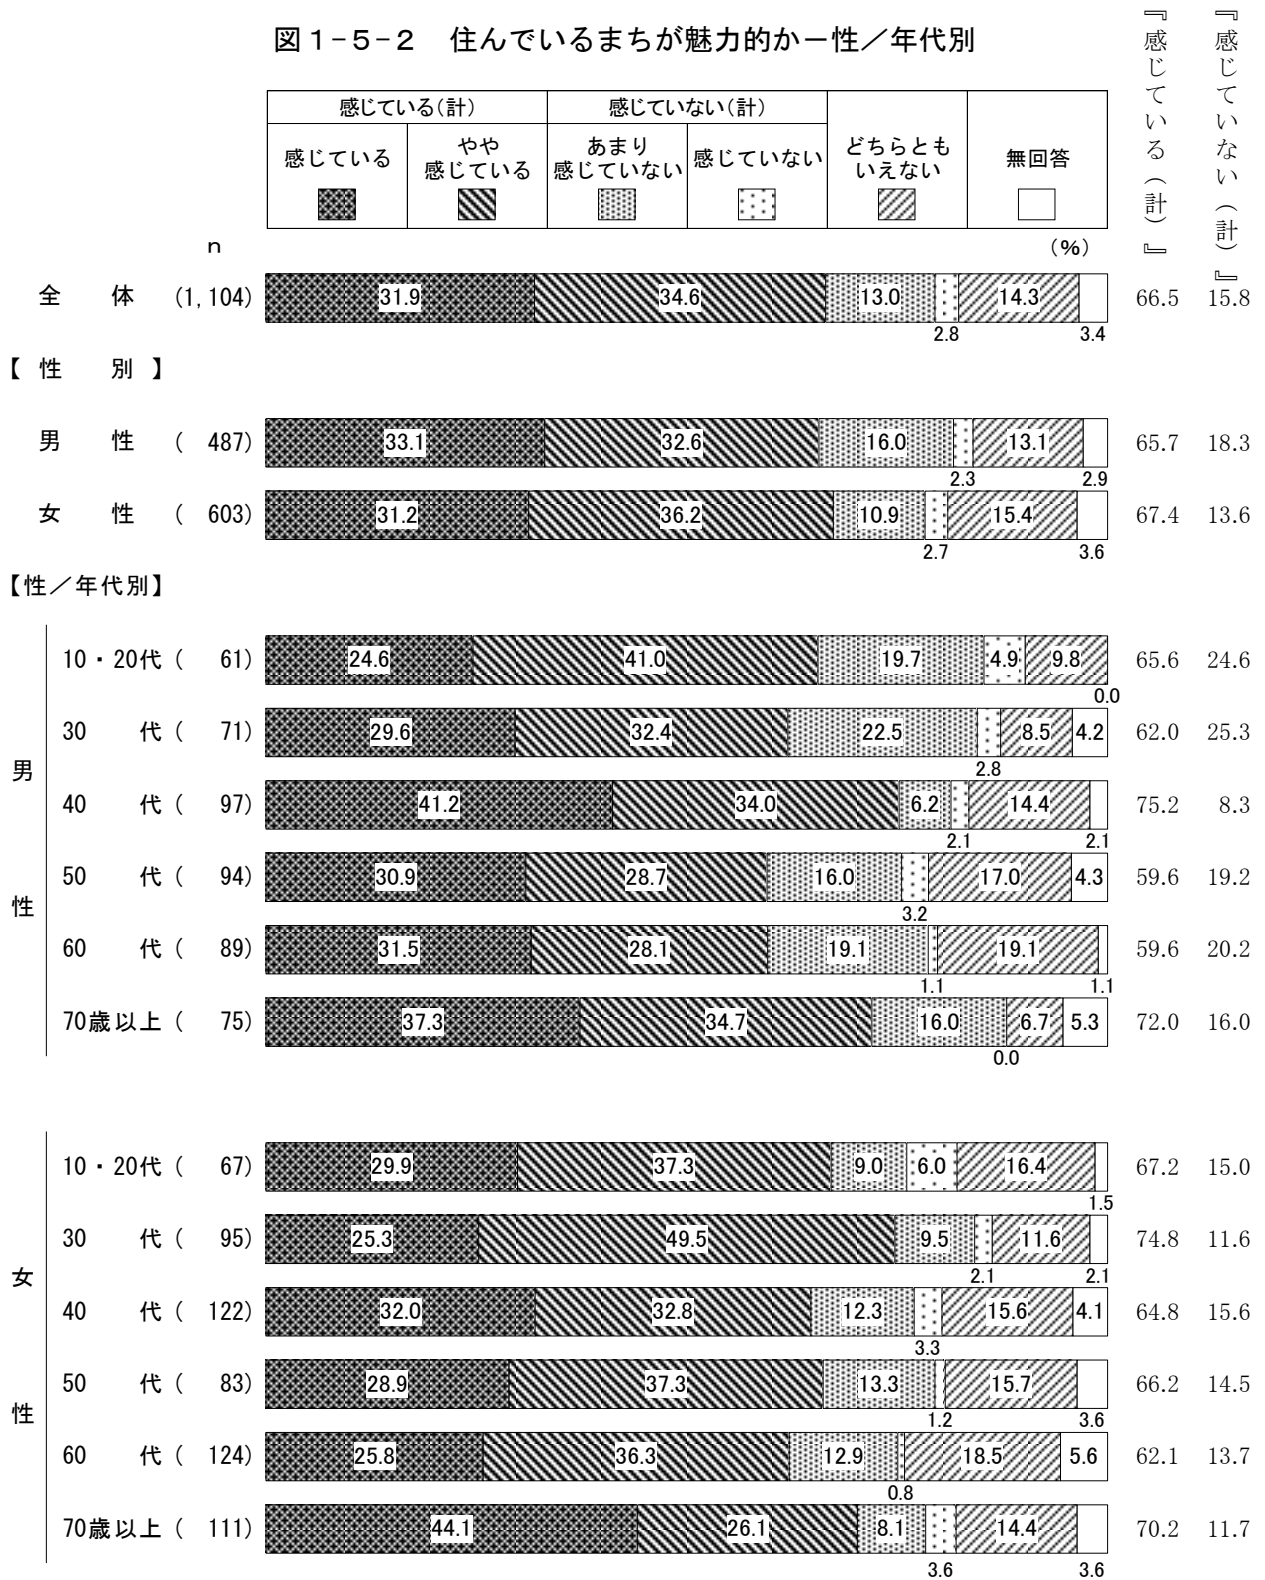 図1-5-2　住んでいるまちが魅力的かー性／年代別
『感じている(計)』
『感じていない(計)』
感じている(計) 感じていない(計)
感じている やや感じている あまり感じていない 感じていない どちらともいえない 無回答
n (%)
全　体 (1,104) 31.9 34.6 13.0 2.8 14.3 3.4 66.5 15.8
【性　別】
男　性 (487) 33.1 32.6 16.0 2.3 13.1 2.9 65.7 18.3
女　性 (603) 31.2 36.2 10.9 2.7 15.4 3.6 67.4 13.6
【性／年代別】
男性
10・20代 (61) 24.6 41.0 19.7 4.9 9.8 0.0 65.6 24.6
30　代 (71) 29.6 32.4 22.5 2.8 8.5 4.2 62.0 25.3
40　代 (97) 41.2 34.0 6.2 2.1 14.4 2.1 75.2 8.3
50　代 (94) 30.9 28.7 16.0 3.2 17.0 4.3 59.6 19.2
60　代 (89) 31.5 28.1 19.1 1.1 19.1 1.1 59.6 20.2
70歳以上 (75) 37.3 34.7 16.0 0.0 6.7 5.3 72.0 16.0
女性
10・20代 (67) 29.9 37.3 9.0 6.0 16.4 1.5 67.2 15.0
30　代 (95) 25.3 49.5 9.5 2.1 11.6 2.1 74.8 11.6
40　代 (122) 32.0 32.8 12.3 3.3 15.6 4.1 64.8 15.6
50　代 (83) 28.9 37.3 13.3 1.2 15.7 3.6 66.2 14.5
60　代 (124) 25.8 36.3 12.9 0.8 18.5 5.6 62.1 13.7
70歳以上 (111) 44.1 26.1 8.1 3.6 14.4 3.6 70.2 11.7